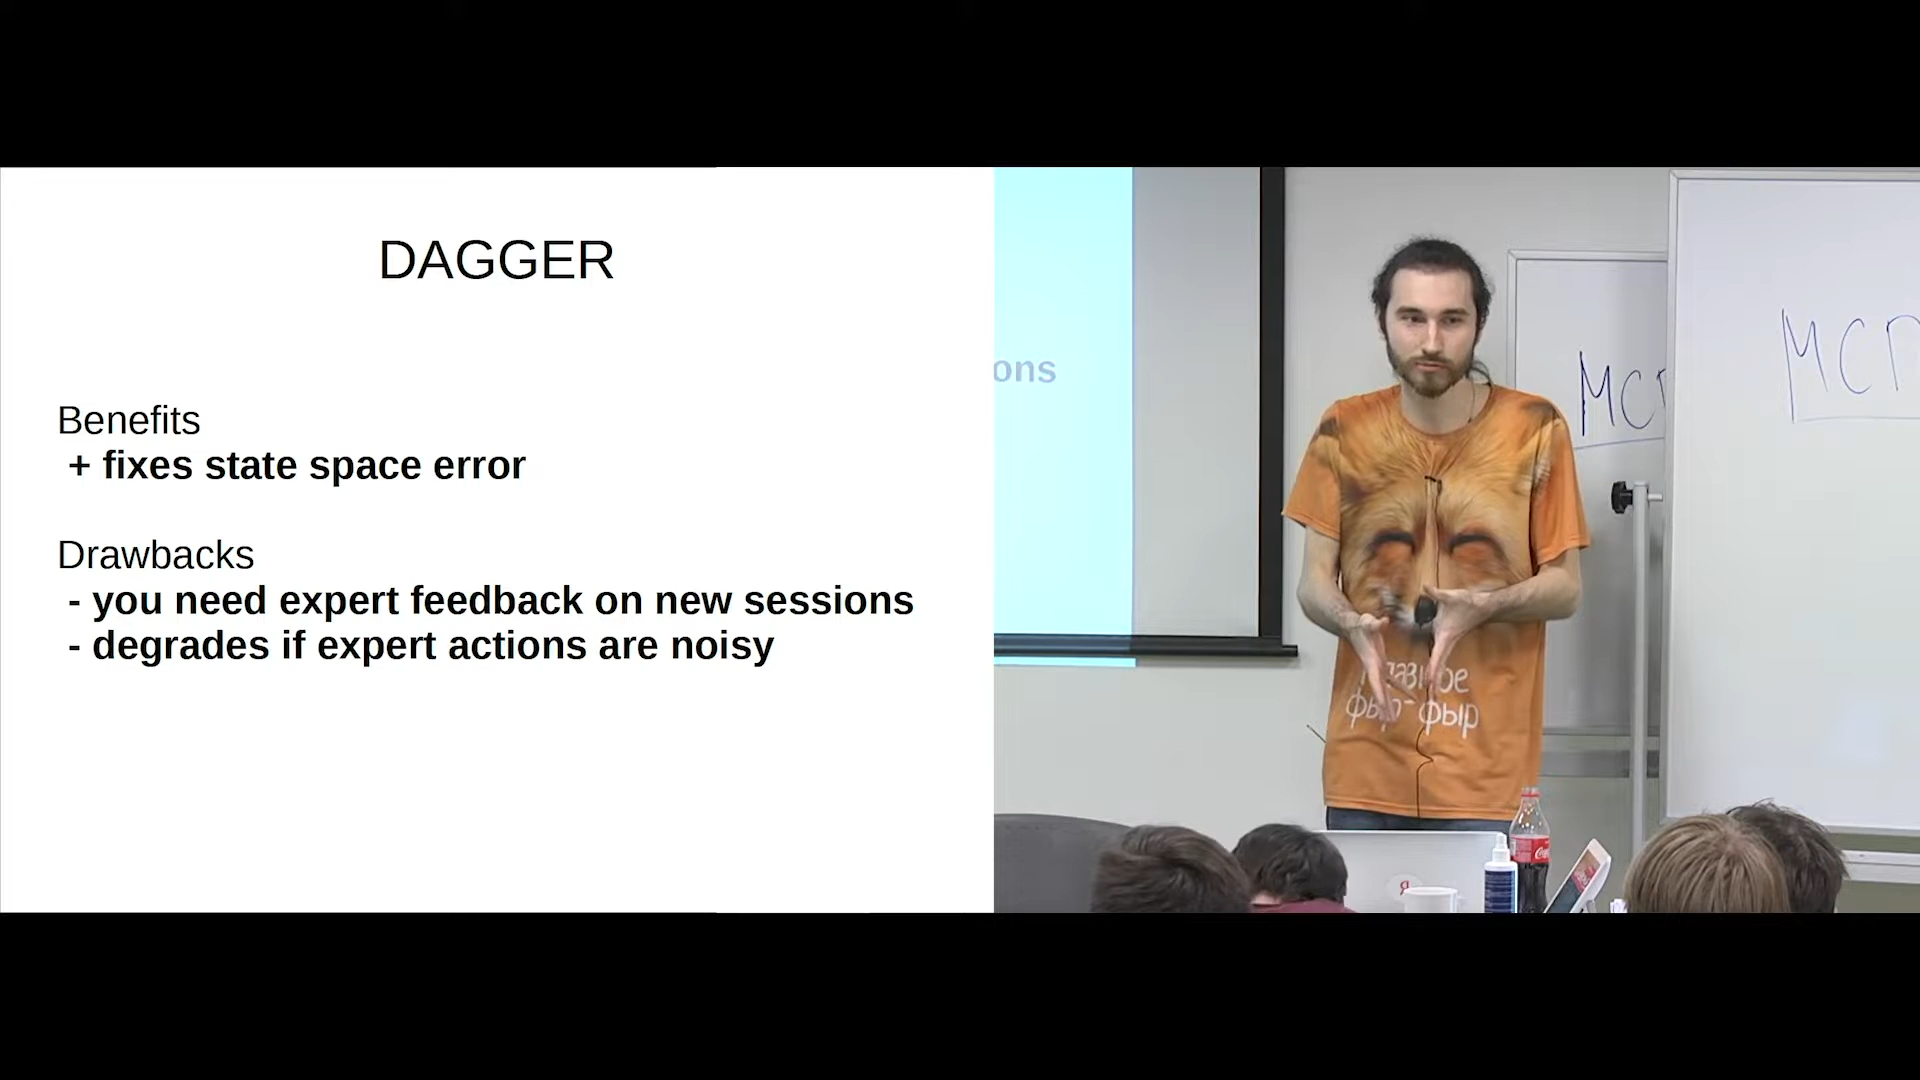 DAGGER
Benefits
+ fixes state space error
Drawbacks
- you need expert feedback on new sessions
- degrades if expert actions are noisy
ons
фыр-фыр